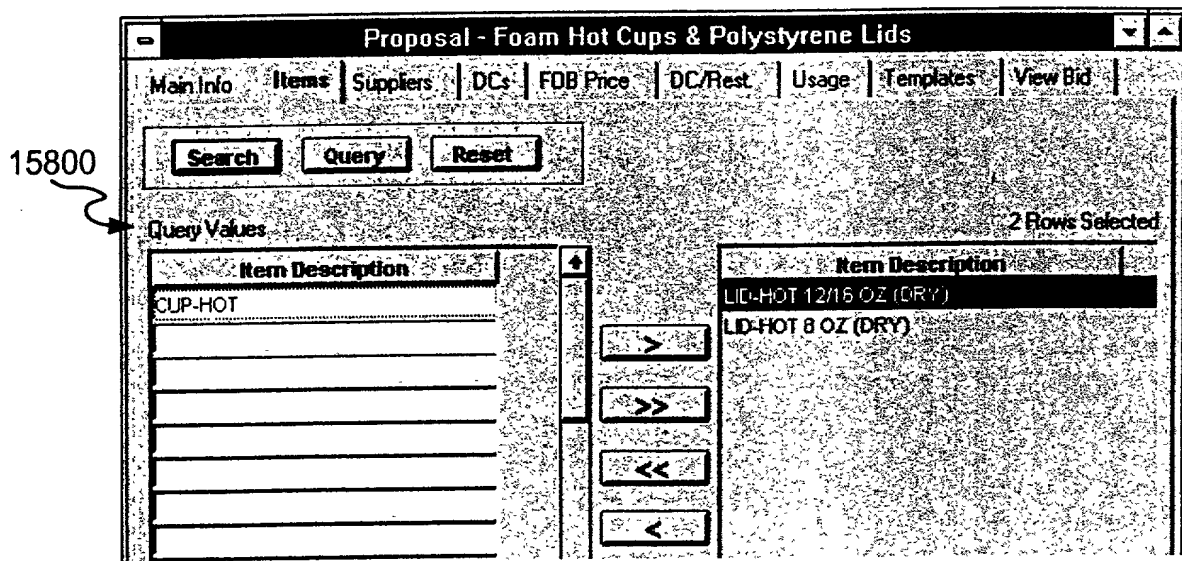 Proposal - Foam Hot Cups & Polystyrene Lids
Main Info Items Suppliers DCs FOB Price DC/Rest. Usage Templates View Bid
Search Query Reset
15800
Query Values 2 Rows Selected
Item Description Item Description
CUP-HOT LID-HOT 12/16 OZ (DRY)
LID-HOT 8 OZ (DRY)
>
>>
<<
<